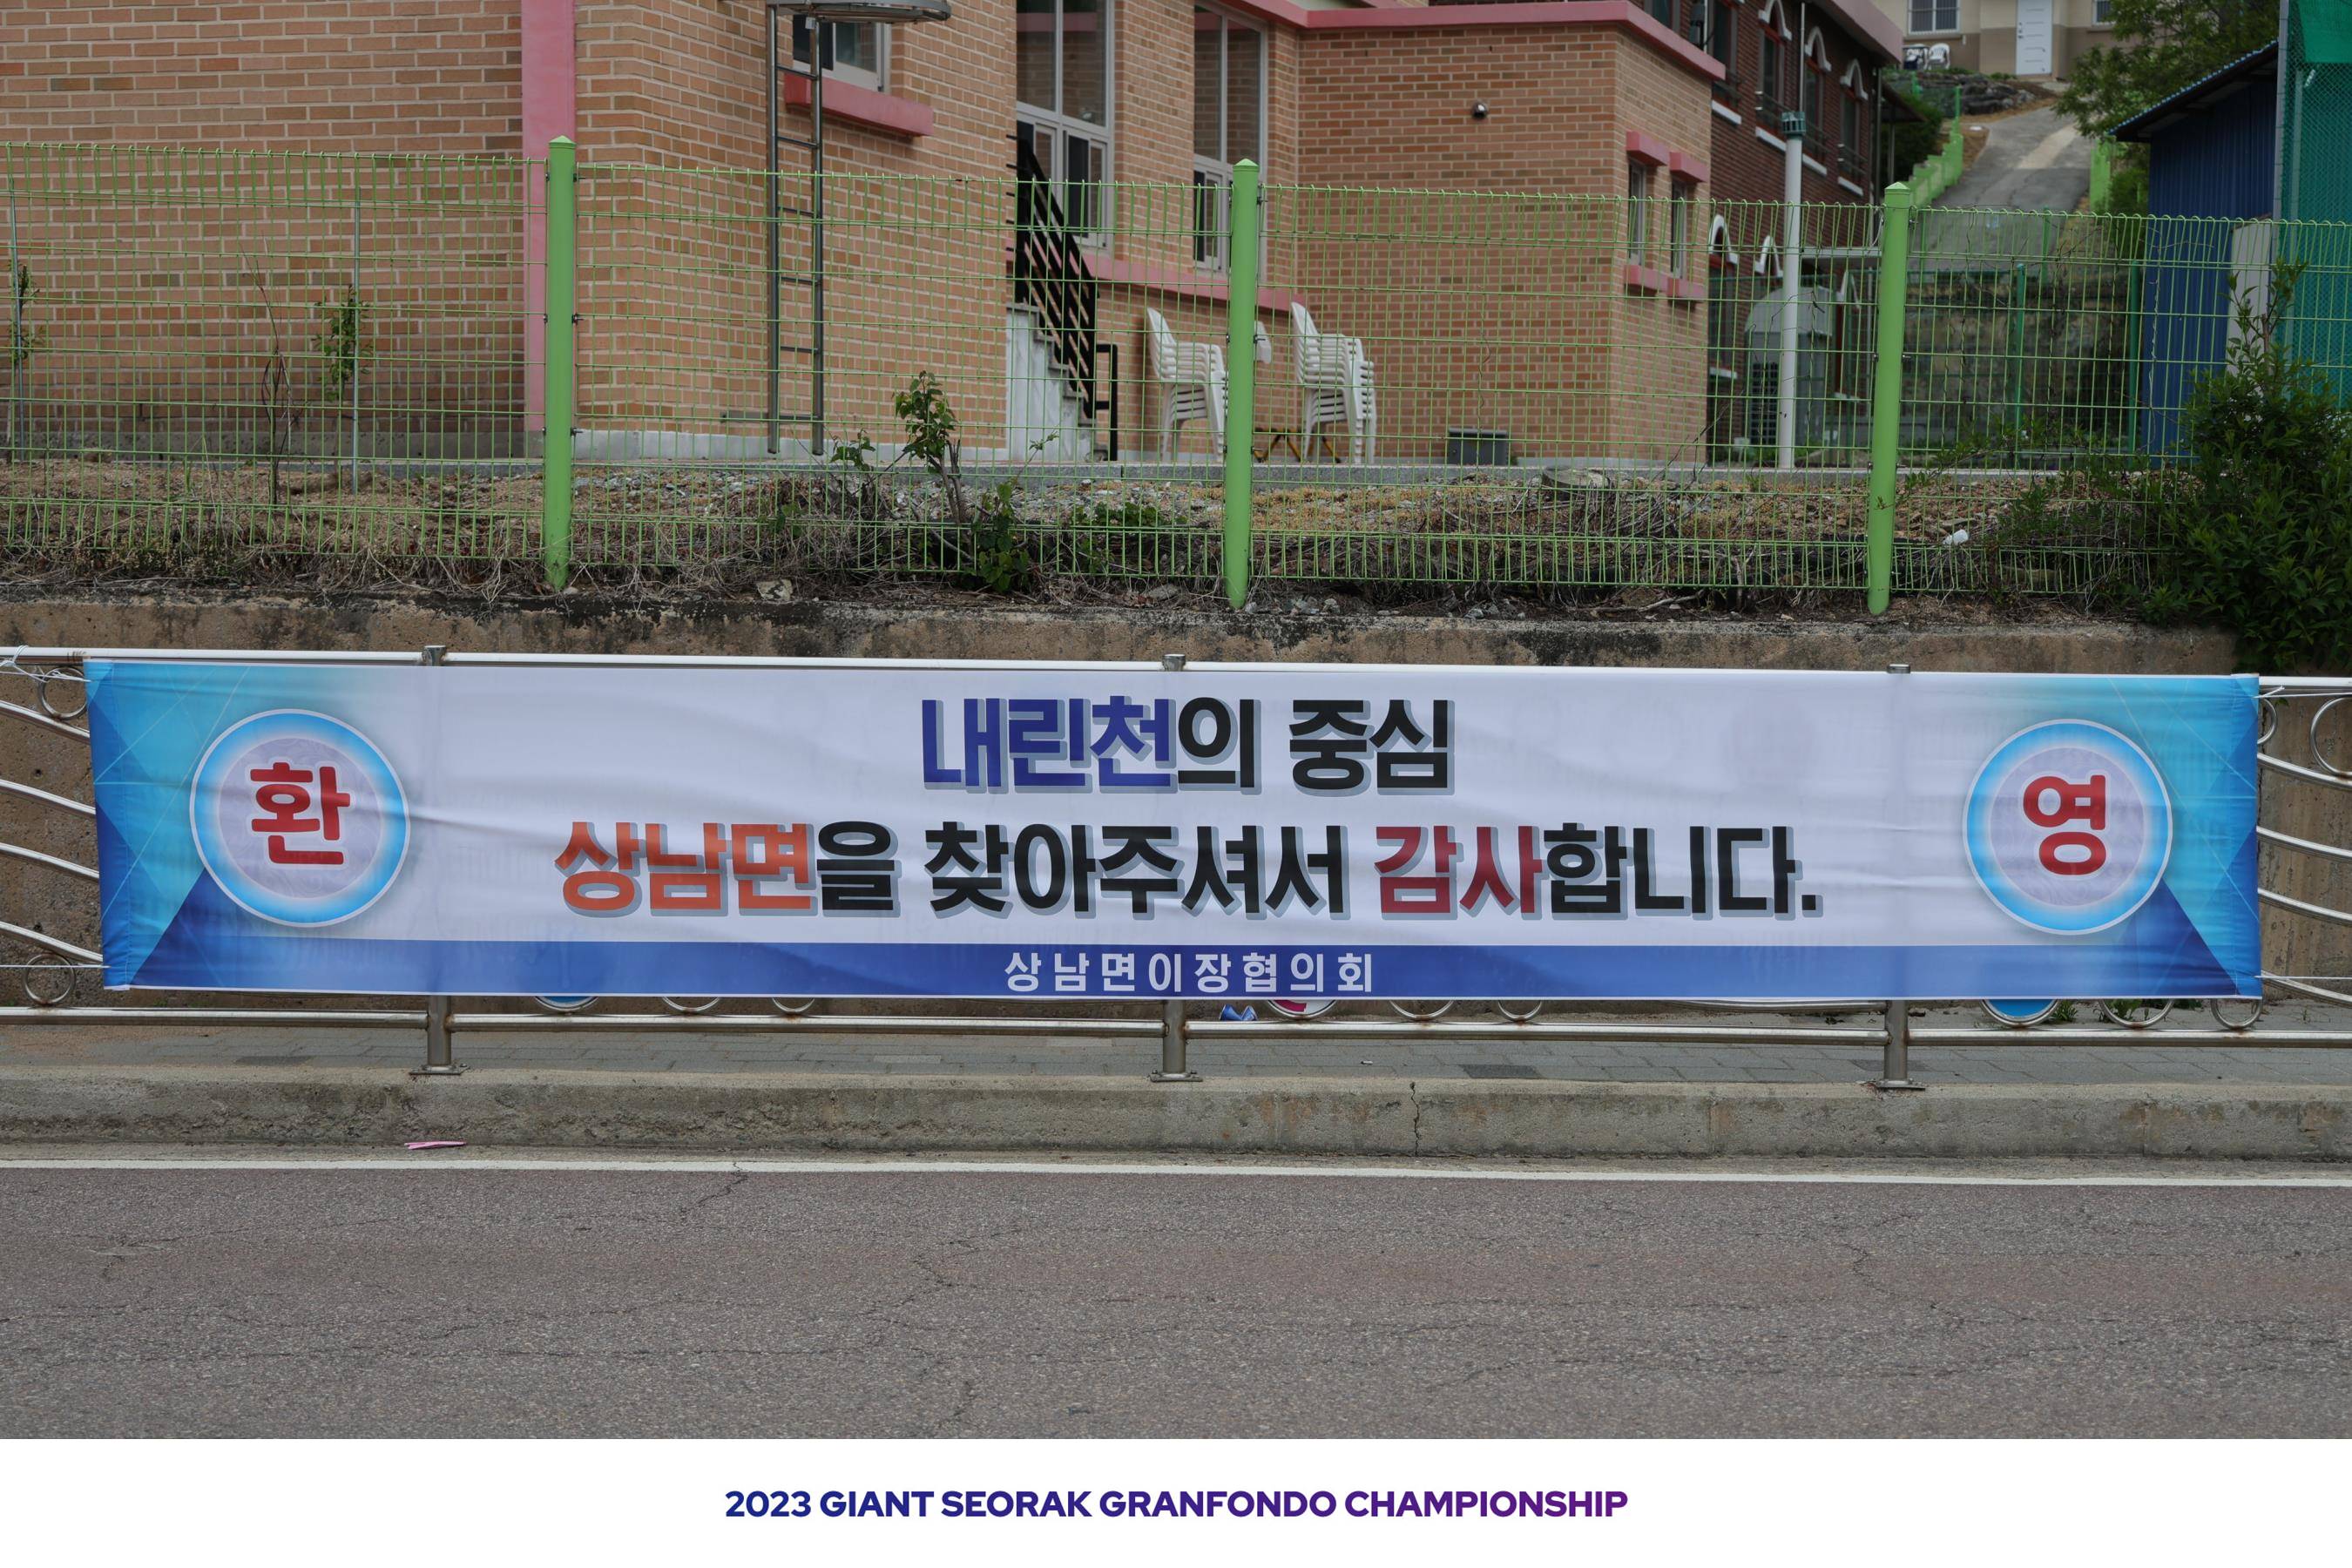 내린천의 중심
환 상남면을 찾아주셔서 감사합니다. 영
상남면이장협의회
2023 GIANT SEORAK GRANFONDO CHAMPIONSHIP